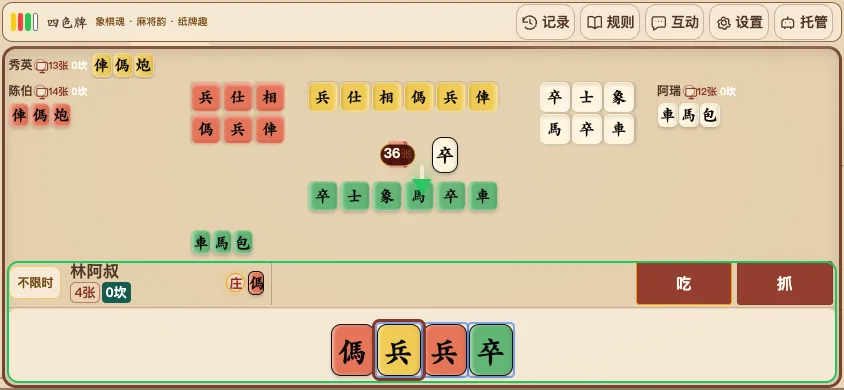 四色牌 象棋魂 · 麻将韵 · 纸牌趣 记录 规则 互动 设置 托管
秀英 13张 0坎 俥 傌 炮
陈伯 14张 0坎
俥 傌 炮
兵 仕 相
傌 兵 俥
兵 仕 相 傌 兵 俥
卒 士 象
馬 卒 車
阿瑞 12张 0坎
車 馬 包
36张 卒
卒 士 象 馬 卒 車
車 馬 包
不限时 林阿叔
4张 0坎
庄 傌
吃 抓
傌 兵 兵 卒